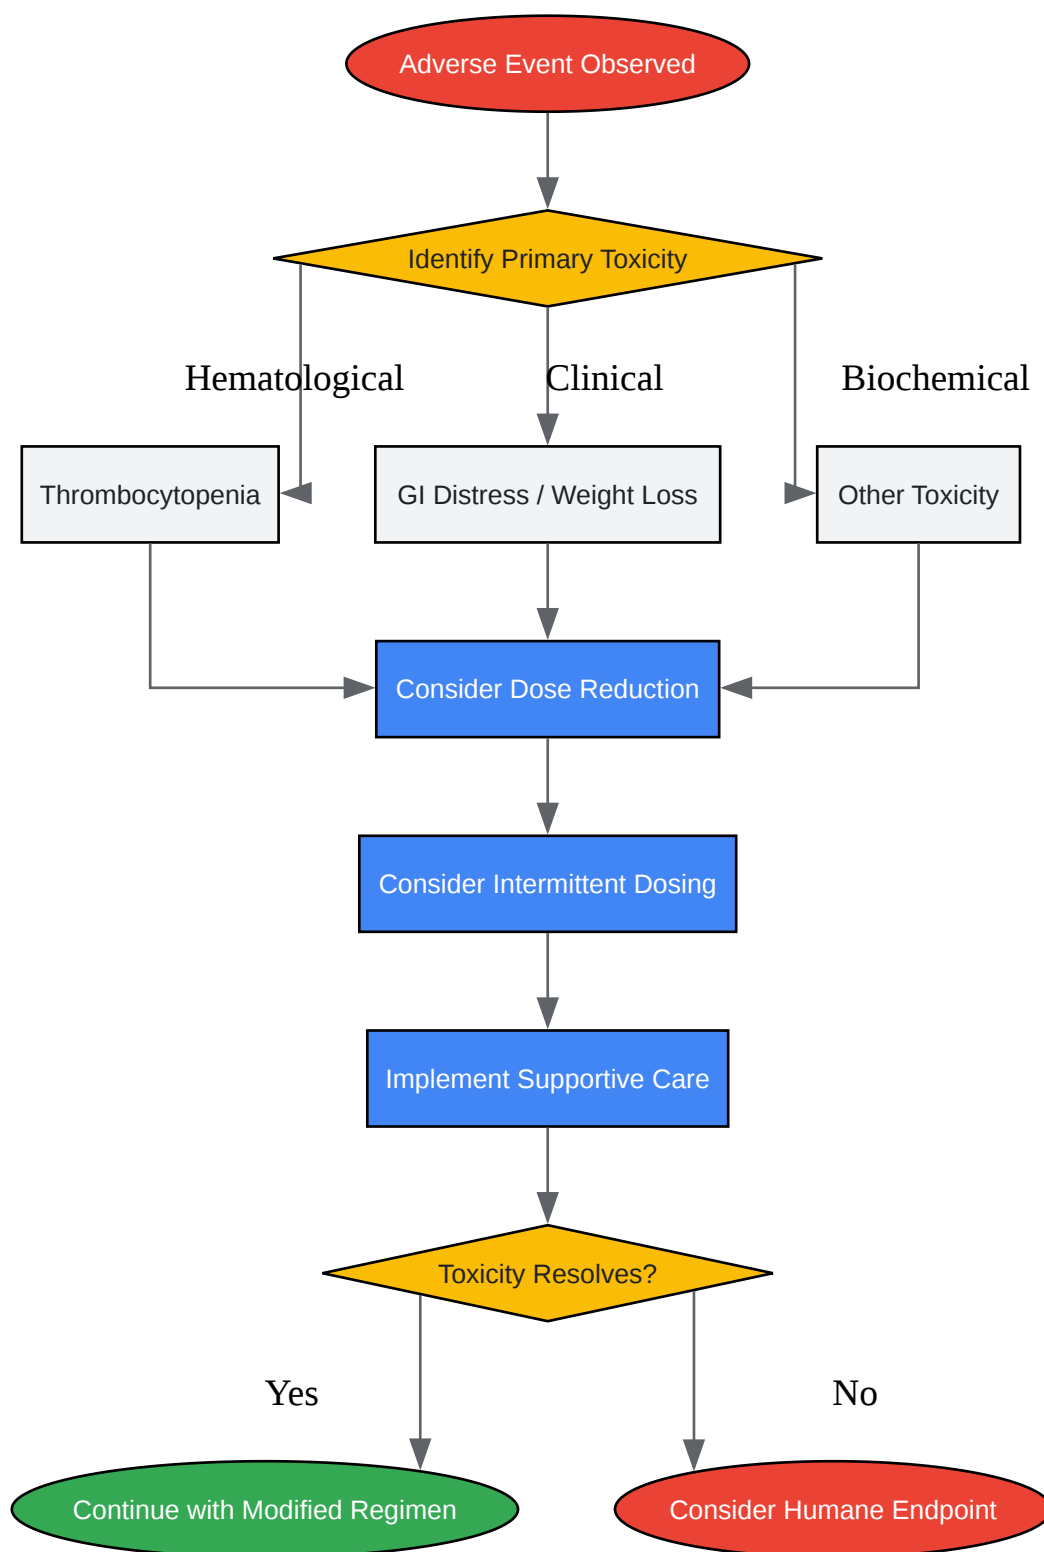 Adverse Event Observed
Identify Primary Toxicity
Hematological
Clinical
Biochemical
Thrombocytopenia
GI Distress / Weight Loss
Other Toxicity
Consider Dose Reduction
Consider Intermittent Dosing
Implement Supportive Care
Toxicity Resolves?
Yes
No
Continue with Modified Regimen
Consider Humane Endpoint